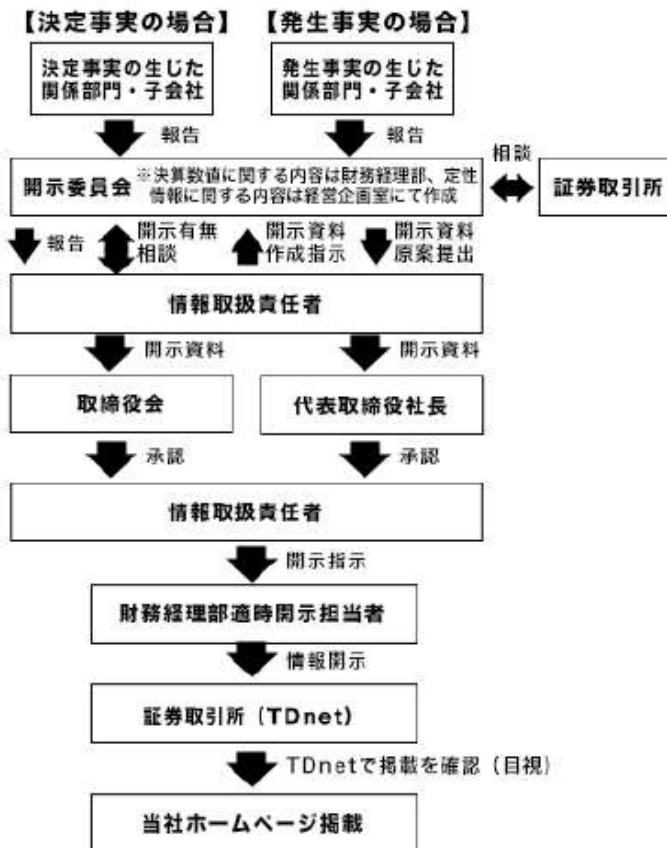 【決定事実の場合】 【発生事実の場合】
決定事実の生じた
関係部門・子会社
発生事実の生じた
関係部門・子会社
報告
報告
開示委員会
※決算数値に関する内容は財務経理部、定性
情報に関する内容は経営企画室にて作成
相談
証券取引所
報告
開示有無
相談
開示資料
作成指示
開示資料
原案提出
情報取扱責任者
開示資料
開示資料
取締役会
代表取締役社長
承認
承認
情報取扱責任者
開示指示
財務経理部適時開示担当者
情報開示
証券取引所（TDnet）
TDnetで掲載を確認（目視）
当社ホームページ掲載